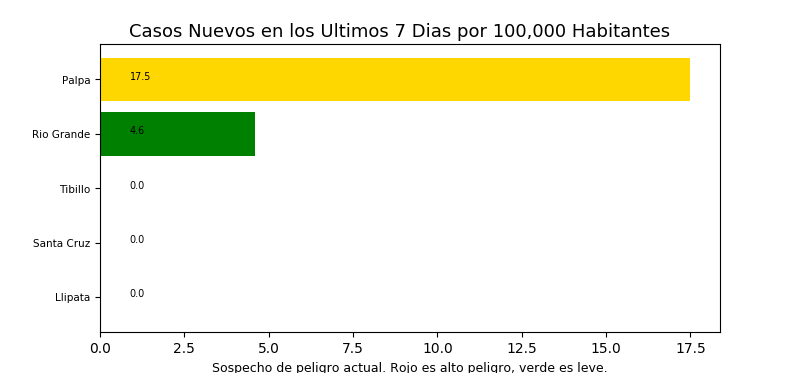 Casos Nuevos en los Ultimos 7 Dias por 100,000 Habitantes
Palpa 17.5
Rio Grande 4.6
Tibillo 0.0
Santa Cruz 0.0
Llipata 0.0
0.0 2.5 5.0 7.5 10.0 12.5 15.0 17.5
Sospecho de peligro actual. Rojo es alto peligro, verde es leve.